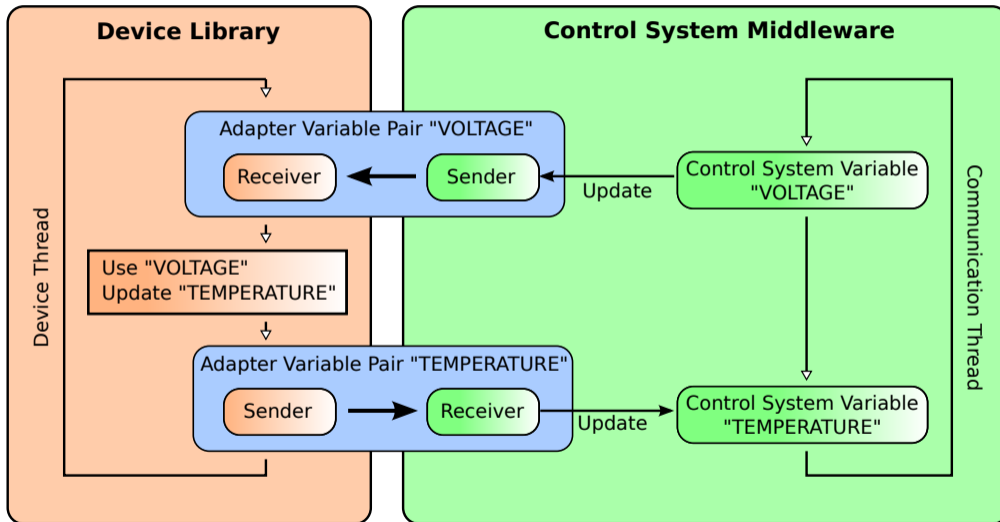 Device Library
Control System Middleware
Adapter Variable Pair "VOLTAGE"
Receiver
Sender
Update
Control System Variable
"VOLTAGE"
Device Thread
Use "VOLTAGE"
Update "TEMPERATURE"
Communication Thread
Adapter Variable Pair "TEMPERATURE"
Sender
Receiver
Update
Control System Variable
"TEMPERATURE"